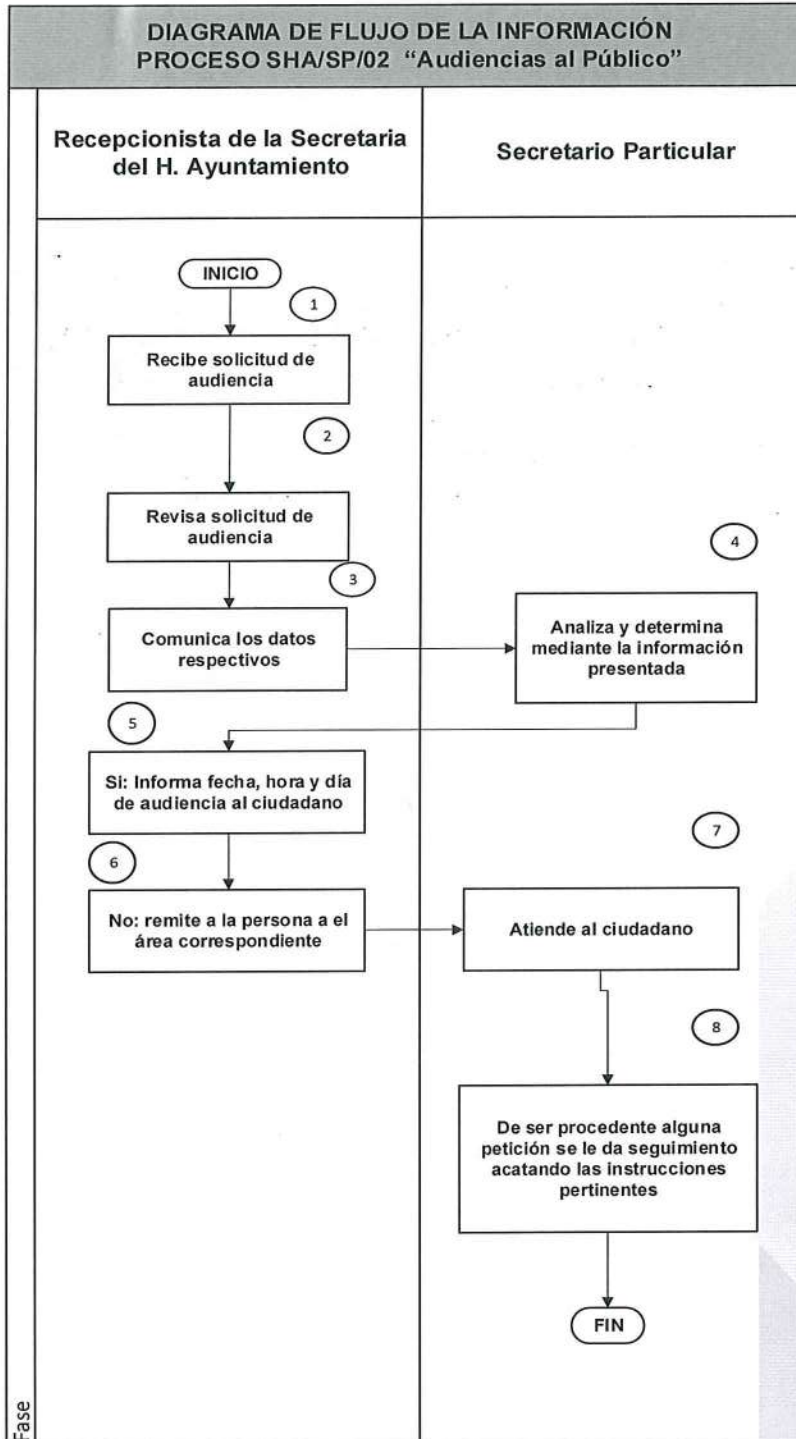 DIAGRAMA DE FLUJO DE LA INFORMACIÓN
PROCESO SHA/SP/02 “Audiencias al Público”
Recepcionista de la Secretaria
del H. Ayuntamiento
Secretario Particular
INICIO
1
Recibe solicitud de
audiencia
2
Revisa solicitud de
audiencia
3
Comunica los datos
respectivos
4
Analiza y determina
mediante la información
presentada
5
Si: Informa fecha, hora y día
de audiencia al ciudadano
6
No: remite a la persona a el
área correspondiente
7
Atiende al ciudadano
8
De ser procedente alguna
petición se le da seguimiento
acatando las instrucciones
pertinentes
FIN
Fase